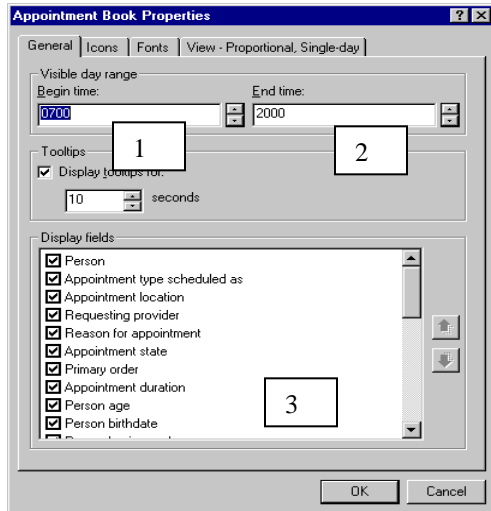 Appointment Book Properties
General Icons Fonts View - Proportional, Single-day
Visible day range
Begin time: End time:
0700 2000
1 2
Tooltips
Display tooltips for:
10 seconds
Display fields
Person
Appointment type scheduled as
Appointment location
Requesting provider
Reason for appointment
Appointment state
Primary order
Appointment duration
Person age
3
Person birthdate
OK Cancel